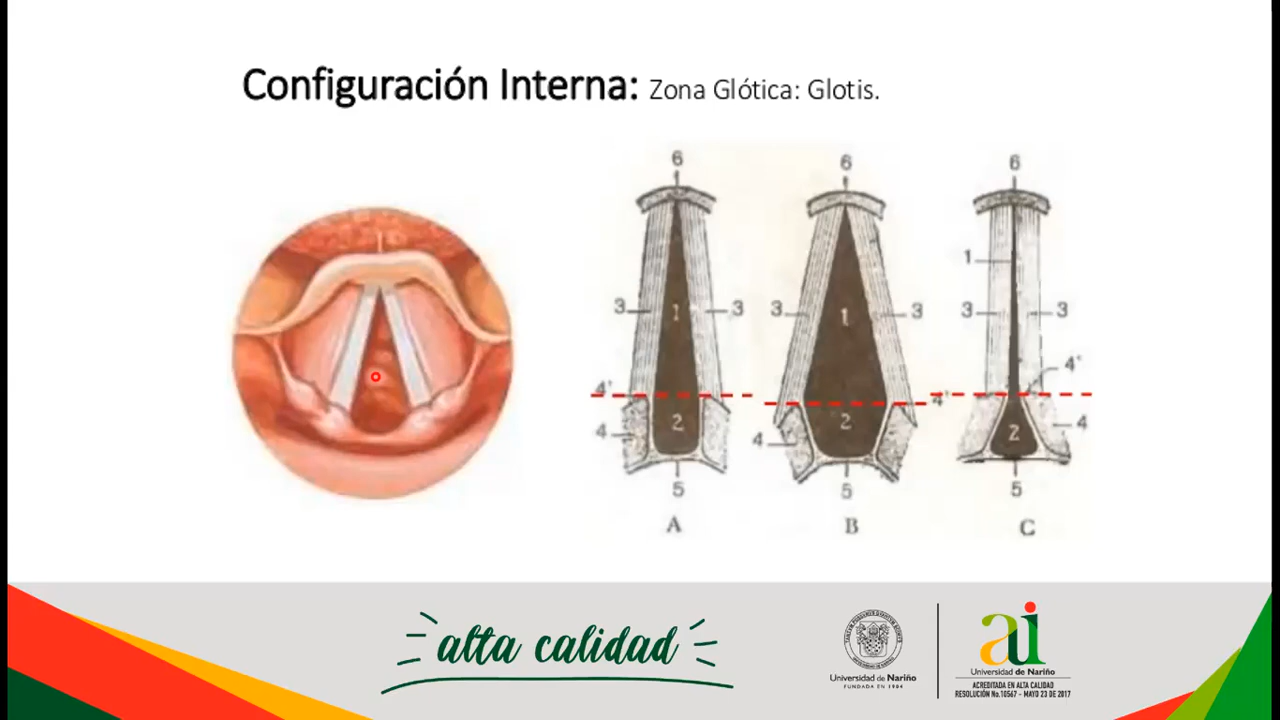 Configuración Interna: Zona Glótica: Glotis.
6 6 6
1
3 1 3 3 1 3 3 3
4' 4' 4'
4 2 4 2 2 4
5 5 5
A B C
alta calidad
Universidad de Nariño
FUNDADA EN 1904
ai
Universidad de Nariño
ACREDITADA EN ALTA CALIDAD
RESOLUCIÓN No.10567 - MAYO 23 DE 2017